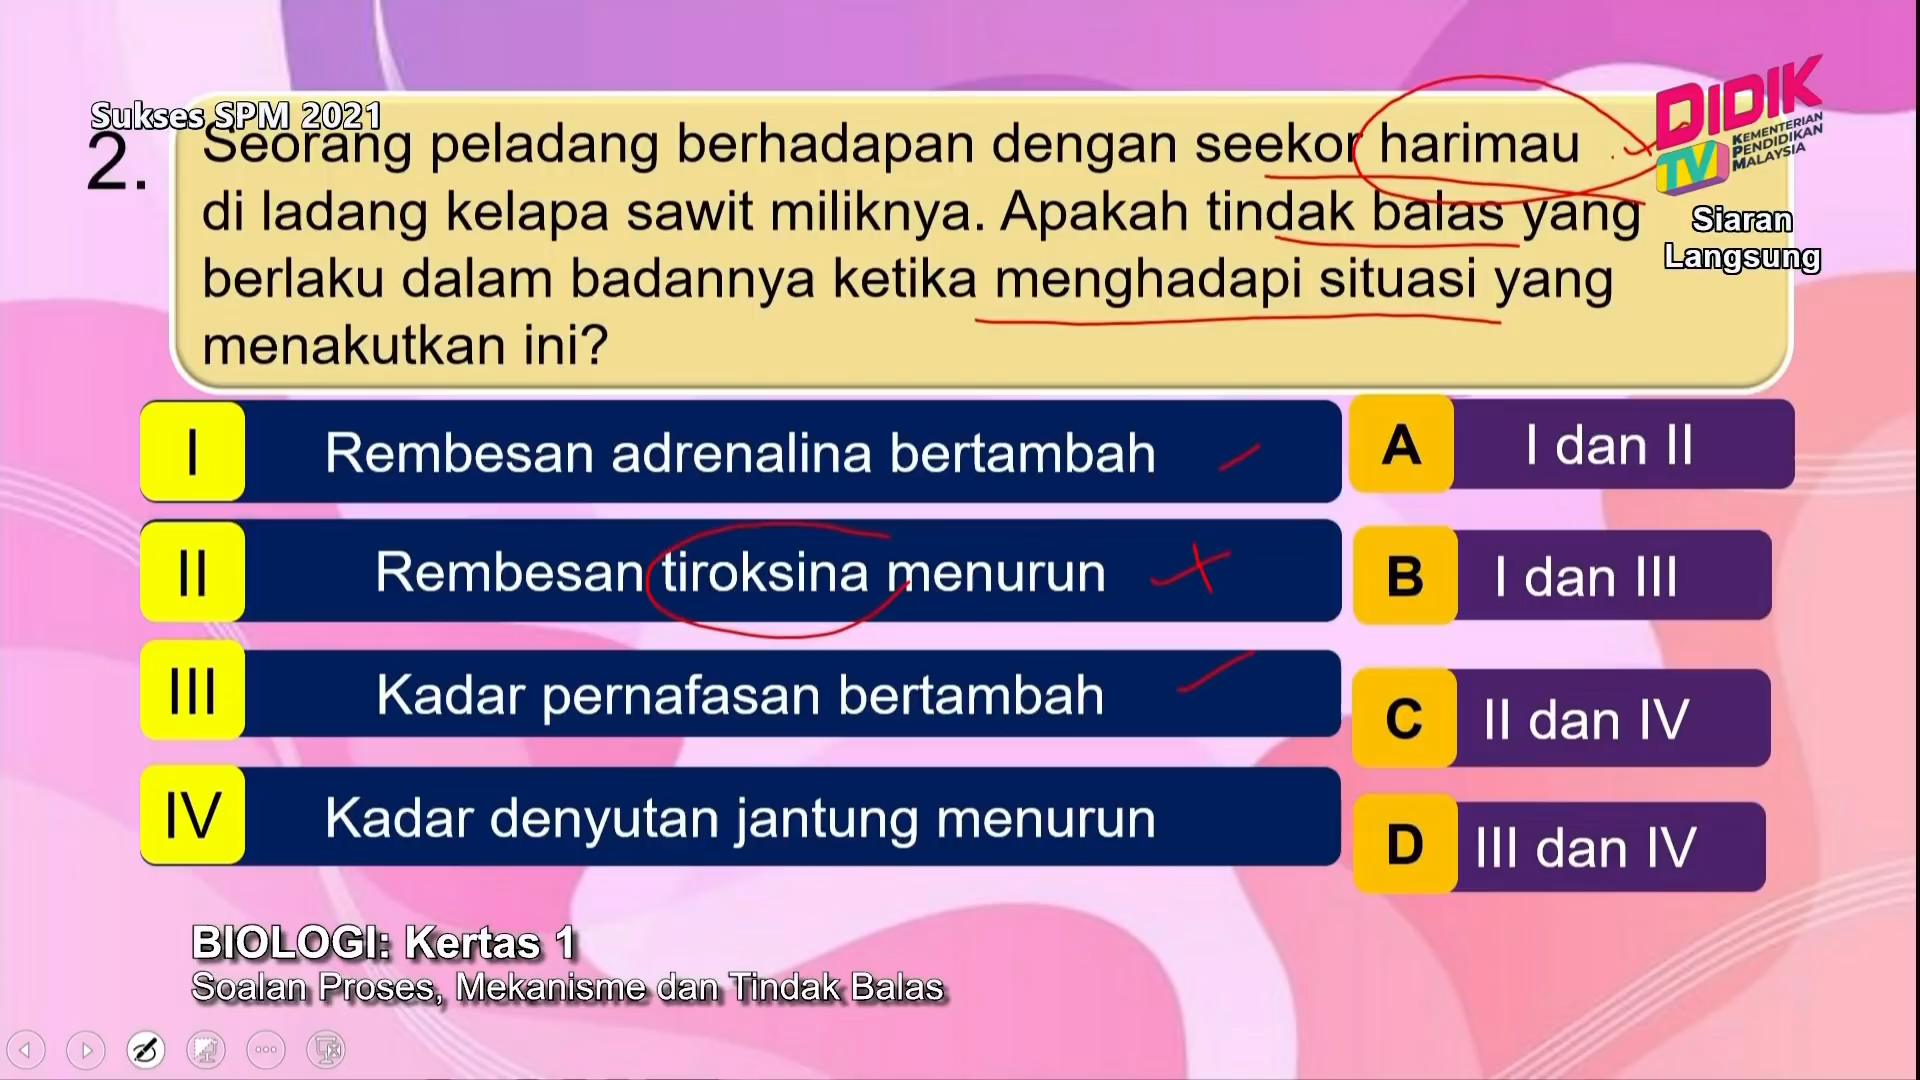 Sukses SPM 2021
2.
Seorang peladang berhadapan dengan seekor harimau
di ladang kelapa sawit miliknya. Apakah tindak balas yang
berlaku dalam badannya ketika menghadapi situasi yang
menakutkan ini?
DIDIK
TV
KEMENTERIAN
PENDIDIKAN
MALAYSIA
Siaran
Langsung
I Rembesan adrenalina bertambah
A I dan II
II Rembesan tiroksina menurun
B I dan III
III Kadar pernafasan bertambah
C II dan IV
IV Kadar denyutan jantung menurun
D III dan IV
BIOLOGI: Kertas 1
Soalan Proses, Mekanisme dan Tindak Balas